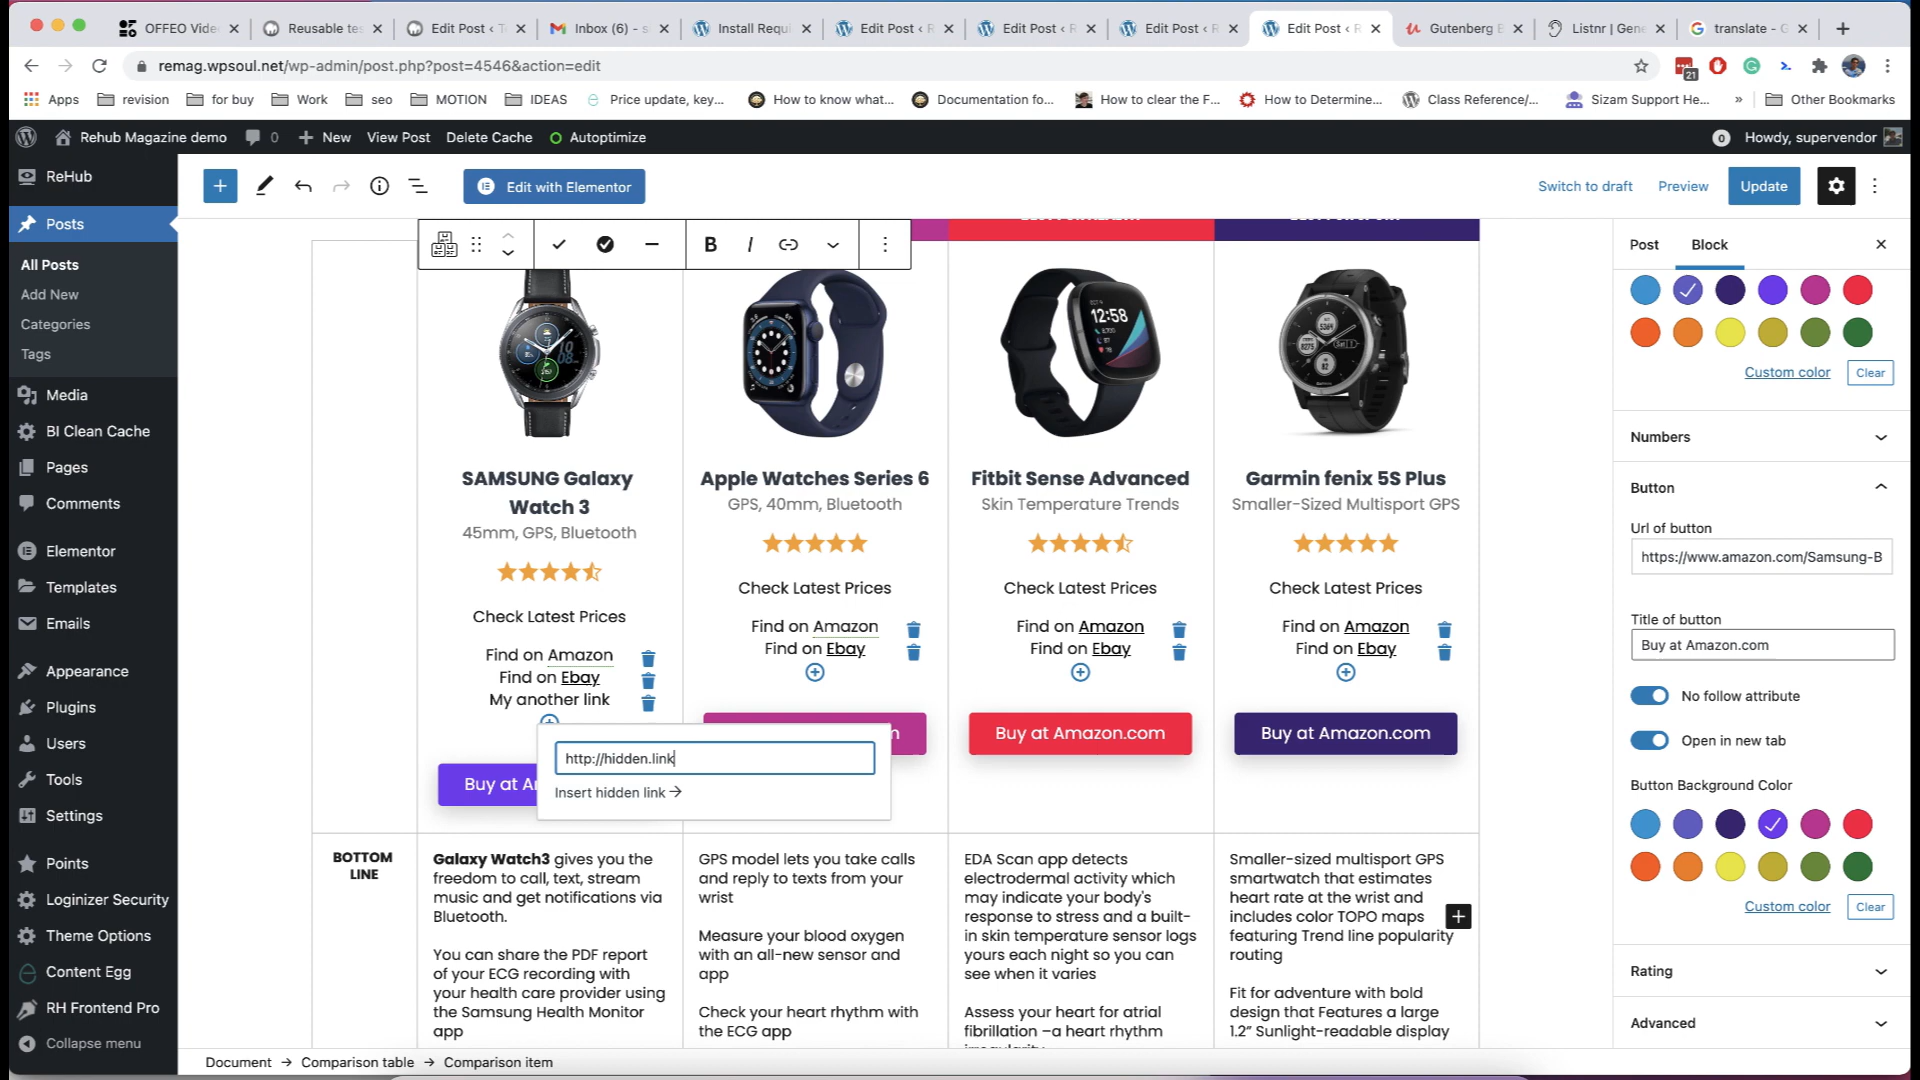 OFFEO Vide
Reusable te
Edit Post ‹ T
Inbox (6) - s
Install Requ
Edit Post ‹ R
Edit Post ‹ R
Edit Post ‹ R
Edit Post ‹ R
Gutenberg B
Listnr | Gene
translate - G
remag.wpsoul.net/wp-admin/post.php?post=4546&action=edit
21
Apps
revision
for buy
Work
seo
MOTION
IDEAS
Price update, key...
How to know what...
Documentation fo...
How to clear the F...
How to Determine...
Class Reference/...
Sizam Support He...
»
Other Bookmarks
Rehub Magazine demo
0
New
View Post
Delete Cache
Autoptimize
0
Howdy, supervendor
ReHub
Posts
All Posts
Add New
Categories
Tags
Media
BI Clean Cache
Pages
Comments
Elementor
Templates
Emails
Appearance
Plugins
Users
Tools
Settings
Points
Loginizer Security
Theme Options
Content Egg
RH Frontend Pro
Collapse menu
Edit with Elementor
Switch to draft
Preview
Update
B
I
SAMSUNG Galaxy
Watch 3
45mm, GPS, Bluetooth
Check Latest Prices
Find on Amazon
Find on Ebay
My another link
Buy at A
http://hidden.link
Insert hidden link →
Apple Watches Series 6
GPS, 40mm, Bluetooth
Check Latest Prices
Find on Amazon
Find on Ebay
Fitbit Sense Advanced
Skin Temperature Trends
Check Latest Prices
Find on Amazon
Find on Ebay
Buy at Amazon.com
12:58
Garmin fenix 5S Plus
Smaller-Sized Multisport GPS
Check Latest Prices
Find on Amazon
Find on Ebay
Buy at Amazon.com
BOTTOM
LINE
Galaxy Watch3 gives you the
freedom to call, text, stream
music and get notifications via
Bluetooth.
You can share the PDF report
of your ECG recording with
your health care provider using
the Samsung Health Monitor
app
GPS model lets you take calls
and reply to texts from your
wrist
Measure your blood oxygen
with an all-new sensor and
app
Check your heart rhythm with
the ECG app
EDA Scan app detects
electrodermal activity which
may indicate your body's
response to stress and a built-
in skin temperature sensor logs
yours each night so you can
see when it varies
Assess your heart for atrial
fibrillation –a heart rhythm
Smaller-sized multisport GPS
smartwatch that estimates
heart rate at the wrist and
includes color TOPO maps
featuring Trend line popularity
routing
Fit for adventure with bold
design that Features a large
1.2” Sunlight-readable display
Document → Comparison table → Comparison item
Post
Block
Custom color
Clear
Numbers
Button
Url of button
https://www.amazon.com/Samsung-B
Title of button
Buy at Amazon.com
No follow attribute
Open in new tab
Button Background Color
Custom color
Clear
Rating
Advanced